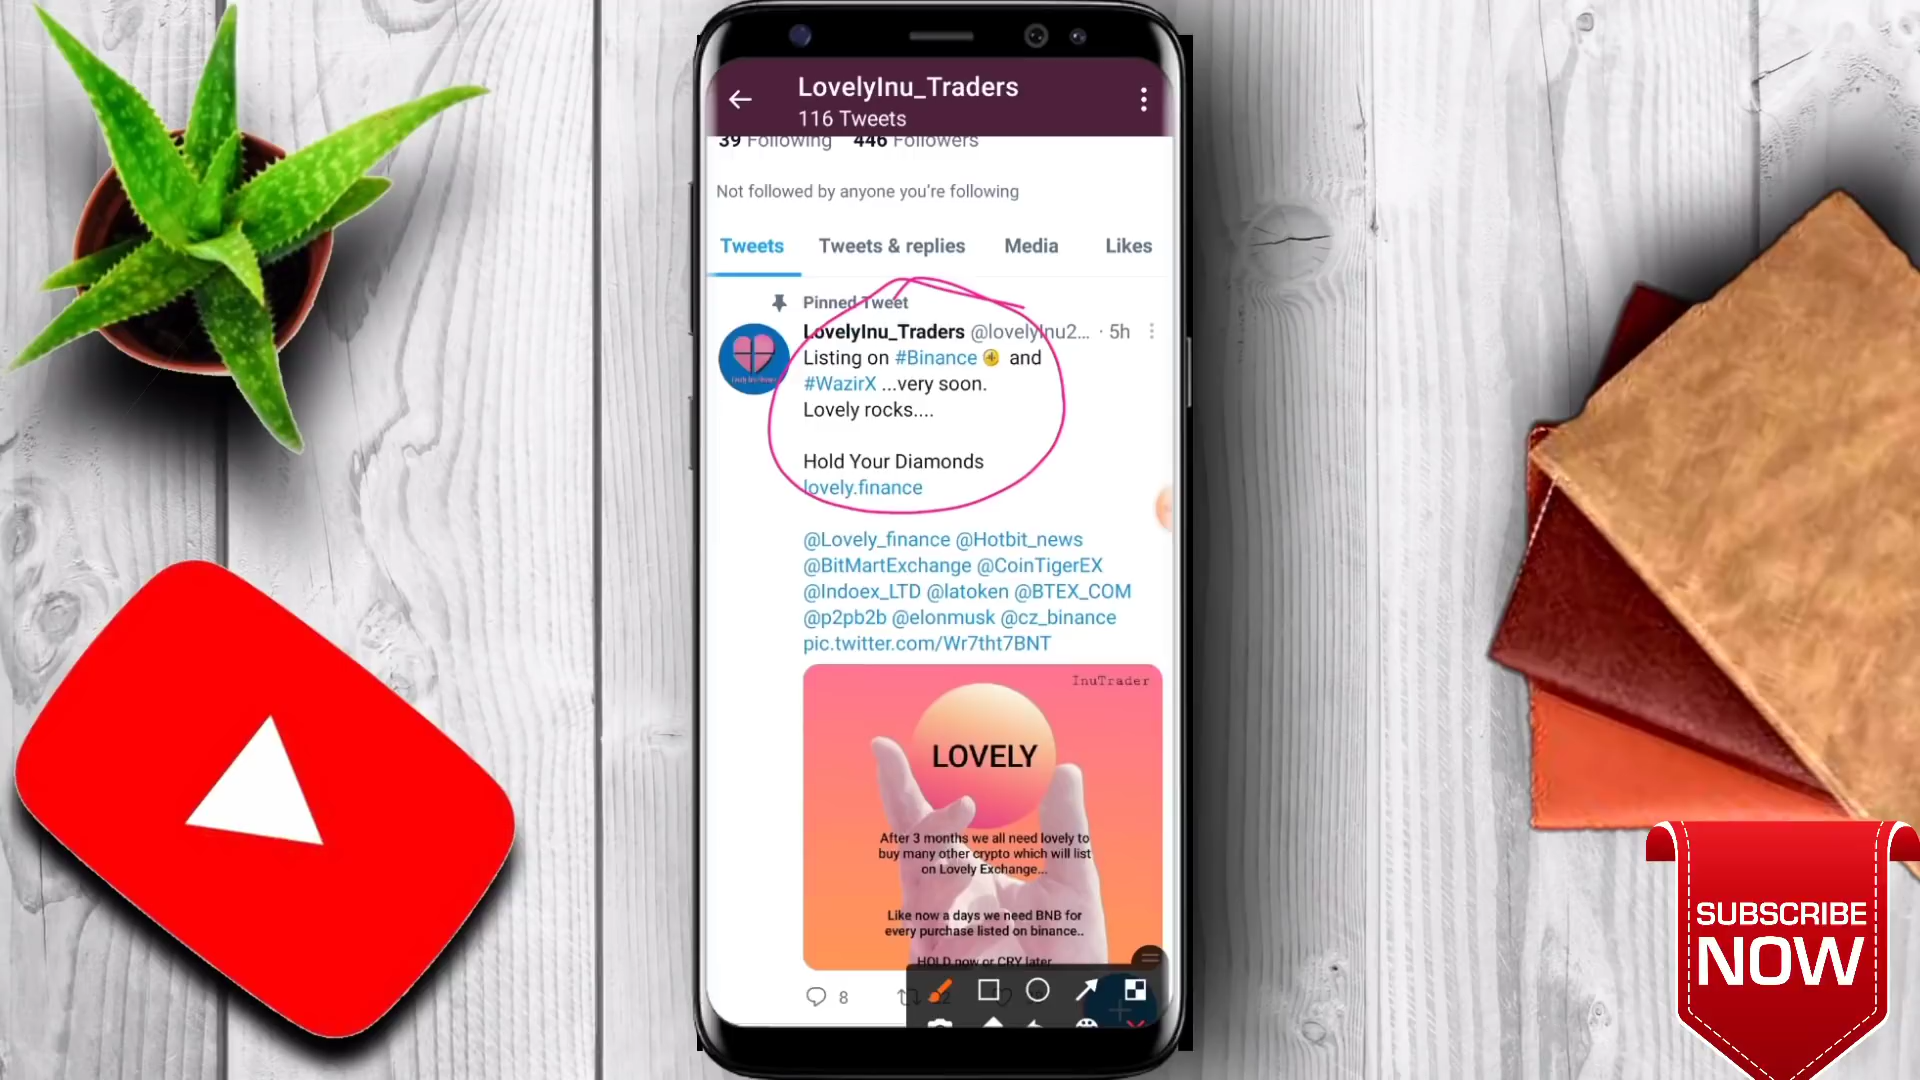 LovelyInu_Traders
116 Tweets
39 Following 446 Followers
Not followed by anyone you're following
Tweets Tweets & replies Media Likes
Pinned Tweet
LovelyInu_Traders @lovelyInu2... · 5h
Listing on #Binance and
#WazirX ...very soon.
Lovely rocks....
Hold Your Diamonds
lovely.finance
@Lovely_finance @Hotbit_news
@BitMartExchange @CoinTigerEX
@Indoex_LTD @latoken @BTEX_COM
@p2pb2b @elonmusk @cz_binance
pic.twitter.com/Wr7tht7BNT
InuTrader
LOVELY
After 3 months we all need lovely to
buy many other crypto which will list
on Lovely Exchange...
Like now a days we need BNB for
every purchase listed on binance..
HOLD now or CRY later
8
SUBSCRIBE
NOW